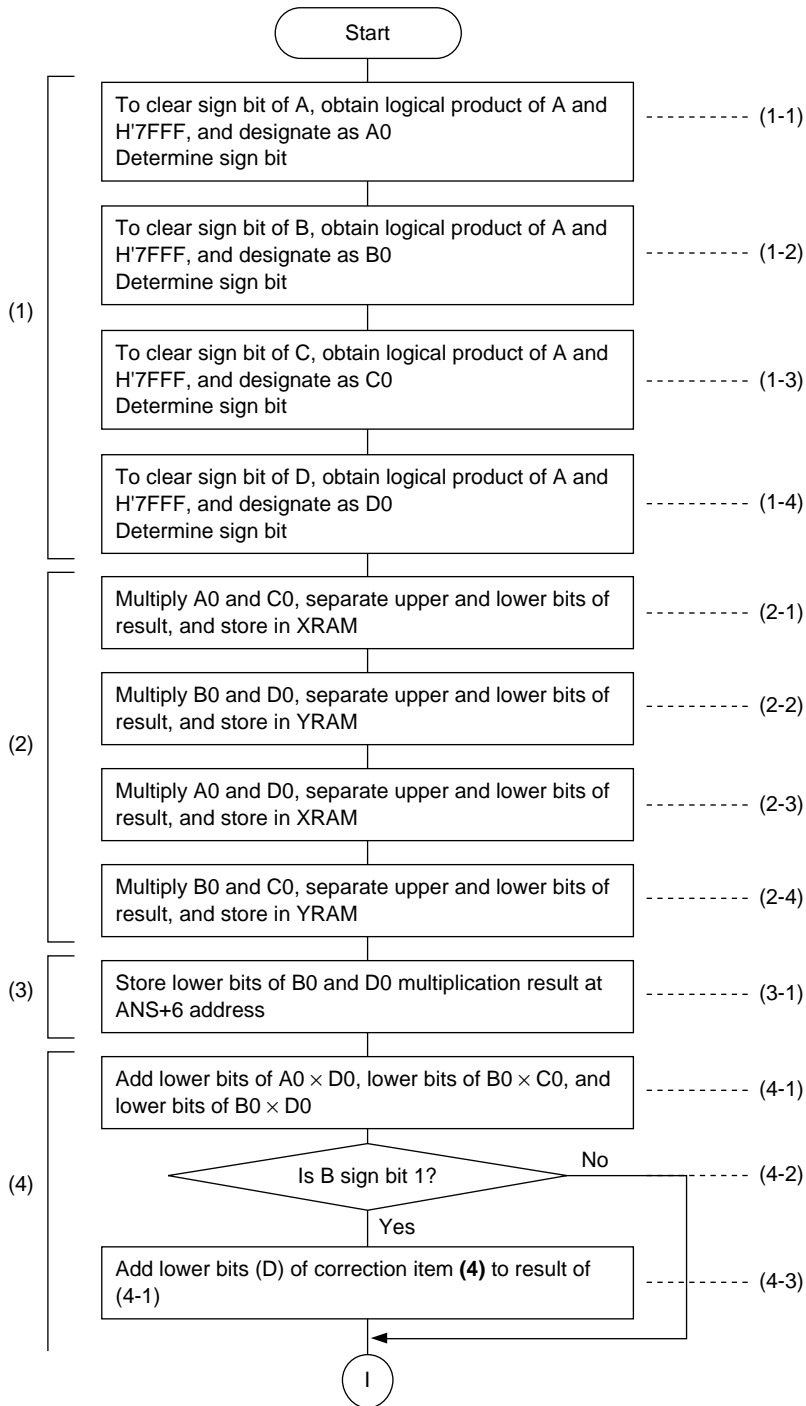 Start
To clear sign bit of A, obtain logical product of A and
H'7FFF, and designate as A0
Determine sign bit
(1-1)
To clear sign bit of B, obtain logical product of A and
H'7FFF, and designate as B0
Determine sign bit
(1-2)
(1)
To clear sign bit of C, obtain logical product of A and
H'7FFF, and designate as C0
Determine sign bit
(1-3)
To clear sign bit of D, obtain logical product of A and
H'7FFF, and designate as D0
Determine sign bit
(1-4)
Multiply A0 and C0, separate upper and lower bits of
result, and store in XRAM
(2-1)
Multiply B0 and D0, separate upper and lower bits of
result, and store in YRAM
(2-2)
(2)
Multiply A0 and D0, separate upper and lower bits of
result, and store in XRAM
(2-3)
Multiply B0 and C0, separate upper and lower bits of
result, and store in YRAM
(2-4)
(3)
Store lower bits of B0 and D0 multiplication result at
ANS+6 address
(3-1)
Add lower bits of A0 × D0, lower bits of B0 × C0, and
lower bits of B0 × D0
(4-1)
(4)
Is B sign bit 1?
No
(4-2)
Yes
Add lower bits (D) of correction item (4) to result of
(4-1)
(4-3)
I